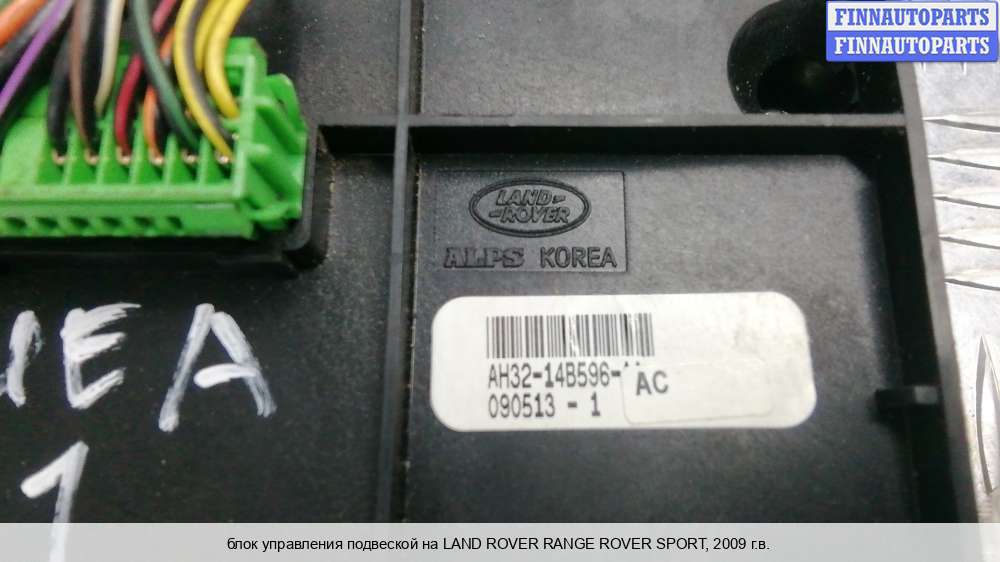 FINNAUTOPARTS
FINNAUTOPARTS
LAND-
-ROVER
ALPS KOREA
AH32-14B596-
AC
090513 - 1
1
блок управления подвеской на LAND ROVER RANGE ROVER SPORT, 2009 г.в.